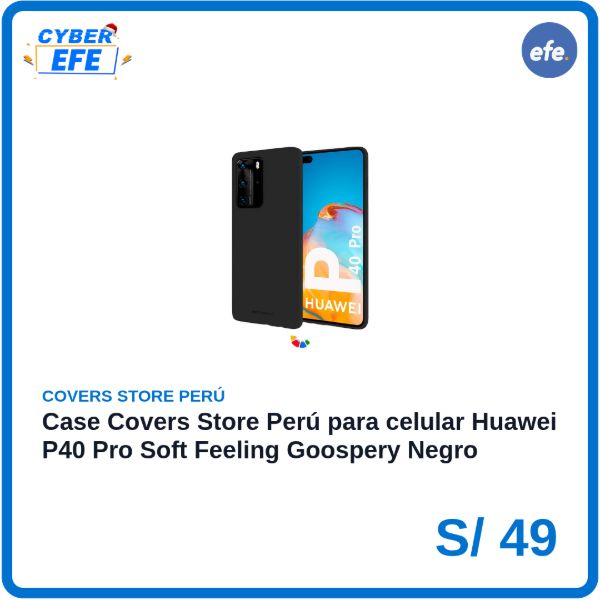 CYBER
EFE
efe.
P
40 Pro
HUAWEI
COVERS STORE PERÚ
Case Covers Store Perú para celular Huawei
P40 Pro Soft Feeling Goospery Negro
S/ 49